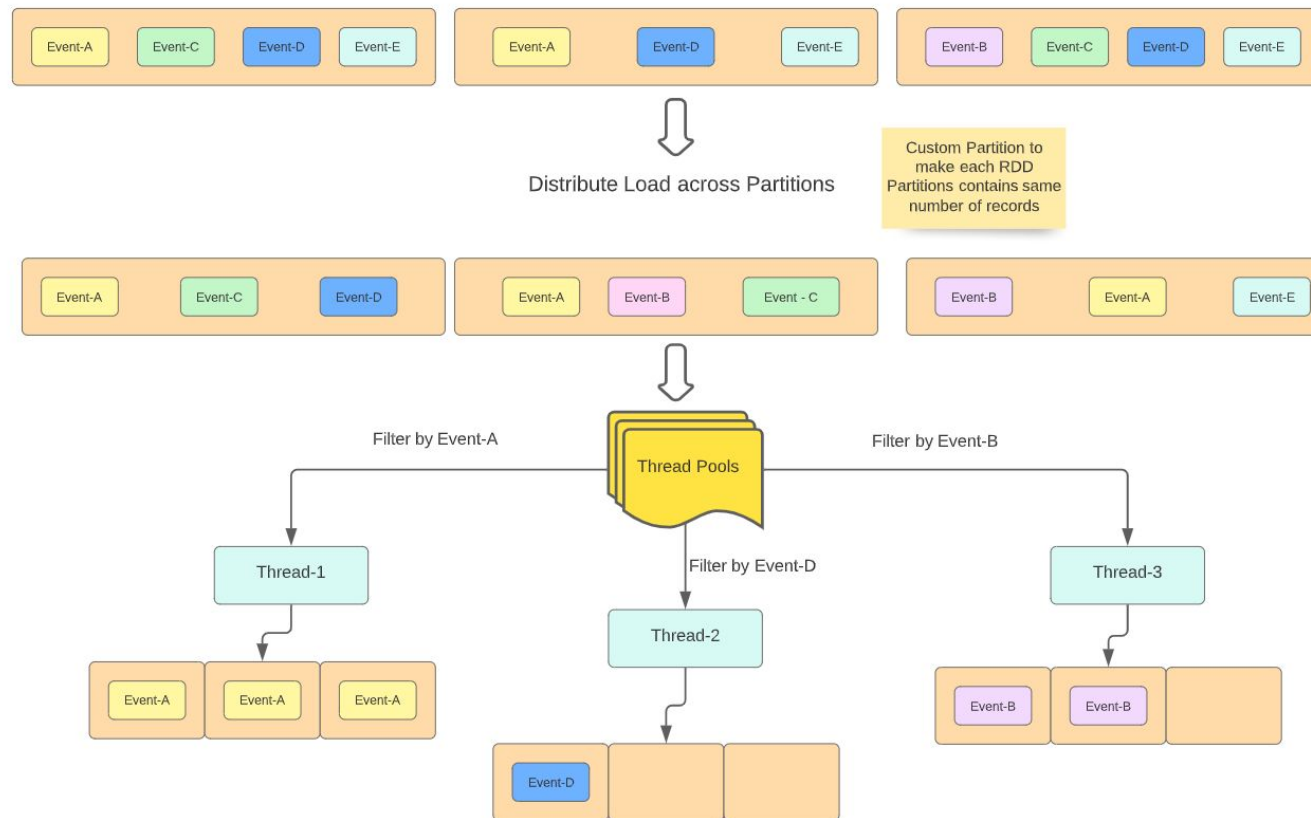 Event-A
Event-C
Event-D
Event-E
Event-A
Event-D
Event-E
Event-B
Event-C
Event-D
Event-E
Distribute Load across Partitions
Custom Partition to
make each RDD
Partitions contains same
number of records
Event-A
Event-C
Event-D
Event-A
Event-B
Event - C
Event-B
Event-A
Event-E
Filter by Event-A
Thread Pools
Filter by Event-B
Filter by Event-D
Thread-1
Thread-2
Thread-3
Event-A
Event-A
Event-A
Event-D
Event-B
Event-B